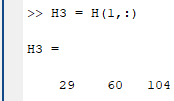 >> H3 = H(1,:)
H3 =
29 60 104